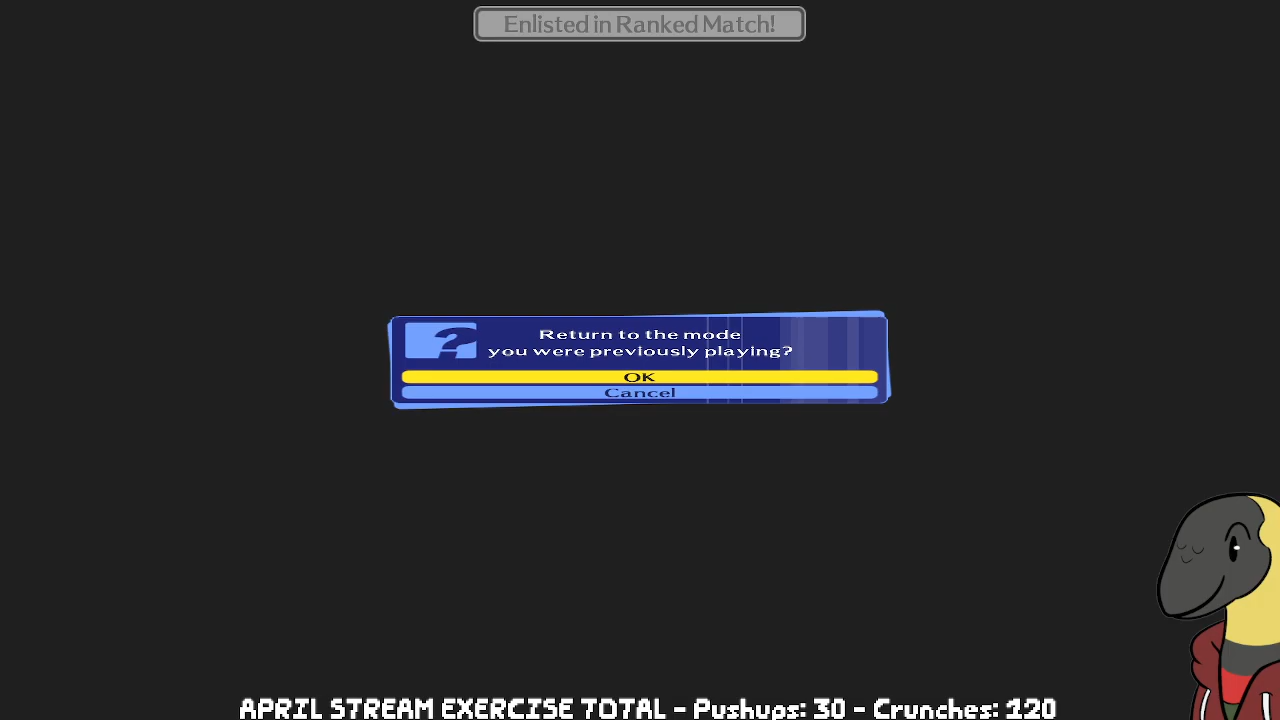 Enlisted in Ranked Match!
?
Return to the mode
you were previously playing?
OK
Cancel
APRIL STREAM EXERCISE TOTAL - Pushups: 30 - Crunches: 120